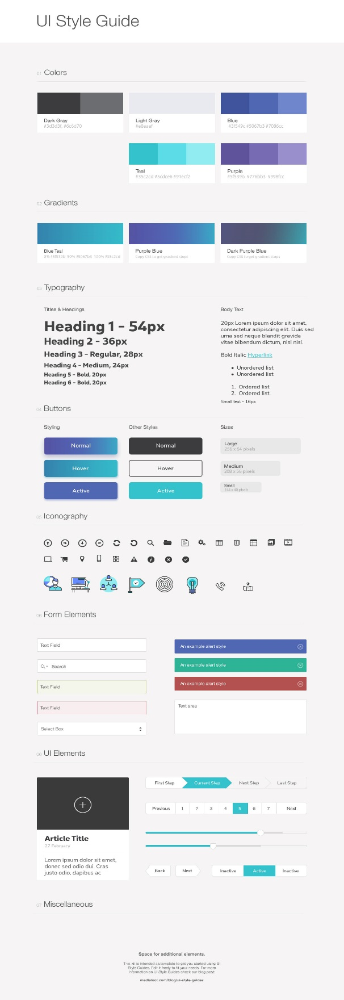 UI Style Guide
01 Colors
Dark Gray
#3d3d3f, #6c6d70
Light Gray
#e8eaef
Blue
#3f549c #5067b3 #7086cc
Teal
#35c2cd #5cdce6 #91ecf2
Purple
#5f539b #776bb3 #998fcc
02 Gradients
Blue Teal
0% #5f539b 50% #5067b3 100% #35c2cd
Purple Blue
Copy CSS to get gradient stops
Dark Purple Blue
Copy CSS to get gradient stops
03 Typography
Titles & Headings
Heading 1 - 54px
Heading 2 - 36px
Heading 3 - Regular, 28px
Heading 4 - Medium, 24px
Heading 5 - Bold, 20px
Heading 6 - Bold, 20px
Body Text
20px Lorem ipsum dolor sit amet,
consectetur adipiscing elit. Duis sed
urna sed neque blandit gravida
vitae bibendum dictum, nisl nisi.
Bold Italic Hyperlink
• Unordered list
• Unordered list
1. Ordered list
2. Ordered list
Small text - 16px
04 Buttons
Styling
Normal
Hover
Active
Other Styles
Normal
Hover
Active
Sizes
Large
256 x 64 pixels
Medium
208 x 56 pixels
Small
144 x 40 pixels
05 Iconography
06 Form Elements
Text Field
Search
Text Field
Text Field
Select Box
An example alert style
An example alert style
An example alert style
Text area
06 UI Elements
Article Title
27 February
Lorem ipsum dolor sit amet,
donec sed odio dui. Cras
justo odio, dapibus ac
First Step Current Step Next Step Last Step
Previous 1 2 3 4 5 6 7 Next
Back Next Inactive Active Inactive
07 Miscellaneous
Space for additional elements.
This kit is intended as template to get you started using UI
Style Guides. Edit it freely to fit your needs. For more
information on UI Style Guides check our blog post:
medialoot.com/blog/ui-style-guides